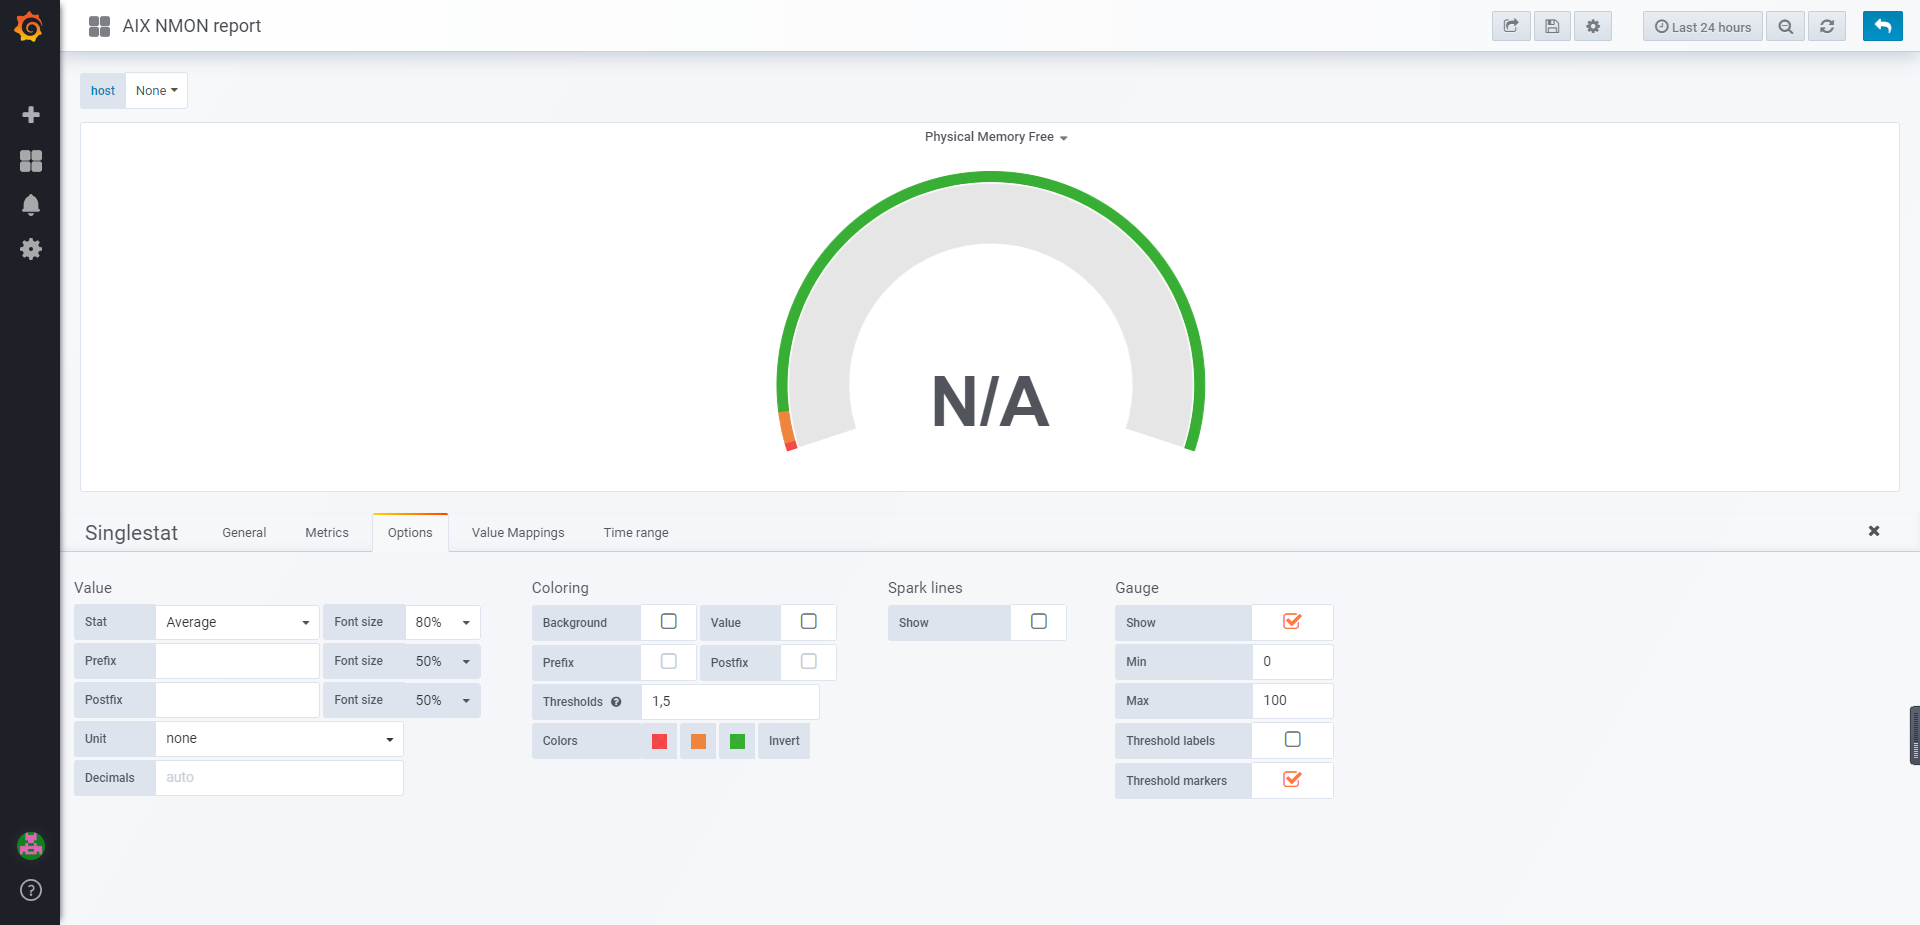 AIX NMON report
Last 24 hours
host None
Physical Memory Free
N/A
Singlestat General Metrics Options Value Mappings Time range
Value Coloring Spark lines Gauge
Stat Average Font size 80% Background Value Show Show
Prefix Font size 50% Prefix Postfix Min 0
Postfix Font size 50% Thresholds 1,5 Max 100
Unit none Colors Invert Threshold labels
Decimals auto Threshold markers